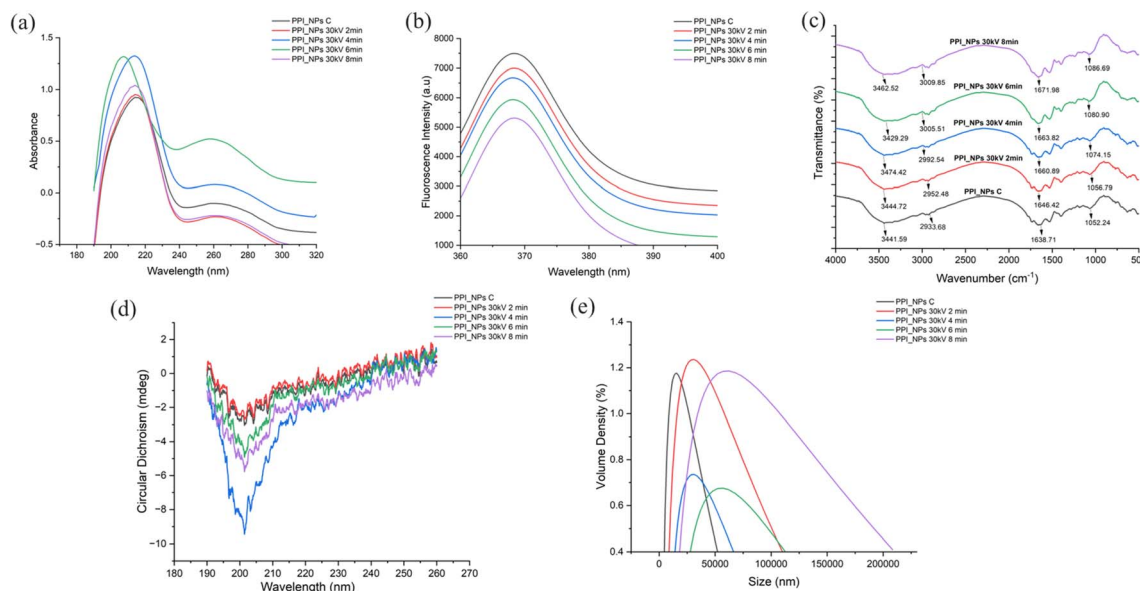 (a)
PPI_NPs C
PPI_NPs 30kV 2min
PPI_NPs 30kV 4min
PPI_NPs 30kV 6min
PPI_NPs 30kV 8min
1.5
1.0
0.5
0.0
−0.5
Absorbance
180 200 220 240 260 280 300 320
Wavelength (nm)
(b)
PPI_NPs C
PPI_NPs 30kV 2 min
PPI_NPs 30kV 4 min
PPI_NPs 30kV 6 min
PPI_NPs 30kV 8 min
8000
7000
6000
5000
4000
3000
2000
1000
Fluorescence Intensity (a.u)
360 370 380 390 400
Wavelength (nm)
(c)
PPI_NPs 30kV 8min
3462.52 3009.85 1671.98 1086.69
PPI_NPs 30kV 6min
3429.29 3005.51 1663.82 1080.90
PPI_NPs 30kV 4min
3474.42 2992.54 1660.89 1074.15
PPI_NPs 30kV 2min
3444.72 2952.48 1646.42 1056.79
PPI_NPs C
3441.59 2933.68 1638.71 1052.24
Transmittance (%)
4000 3500 3000 2500 2000 1500 1000 500
Wavenumber (cm⁻¹)
(d)
PPI_NPs C
PPI_NPs 30kV 2 min
PPI_NPs 30kV 4 min
PPI_NPs 30kV 6 min
PPI_NPs 30kV 8 min
2
0
−2
−4
−6
−8
−10
Circular Dichroism (mdeg)
180 190 200 210 220 230 240 250 260 270
Wavelength (nm)
(e)
PPI_NPs C
PPI_NPs 30kV 2 min
PPI_NPs 30kV 4 min
PPI_NPs 30kV 6 min
PPI_NPs 30kV 8 min
1.4
1.2
1.0
0.8
0.6
0.4
Volume Density (%)
0 50000 100000 150000 200000
Size (nm)